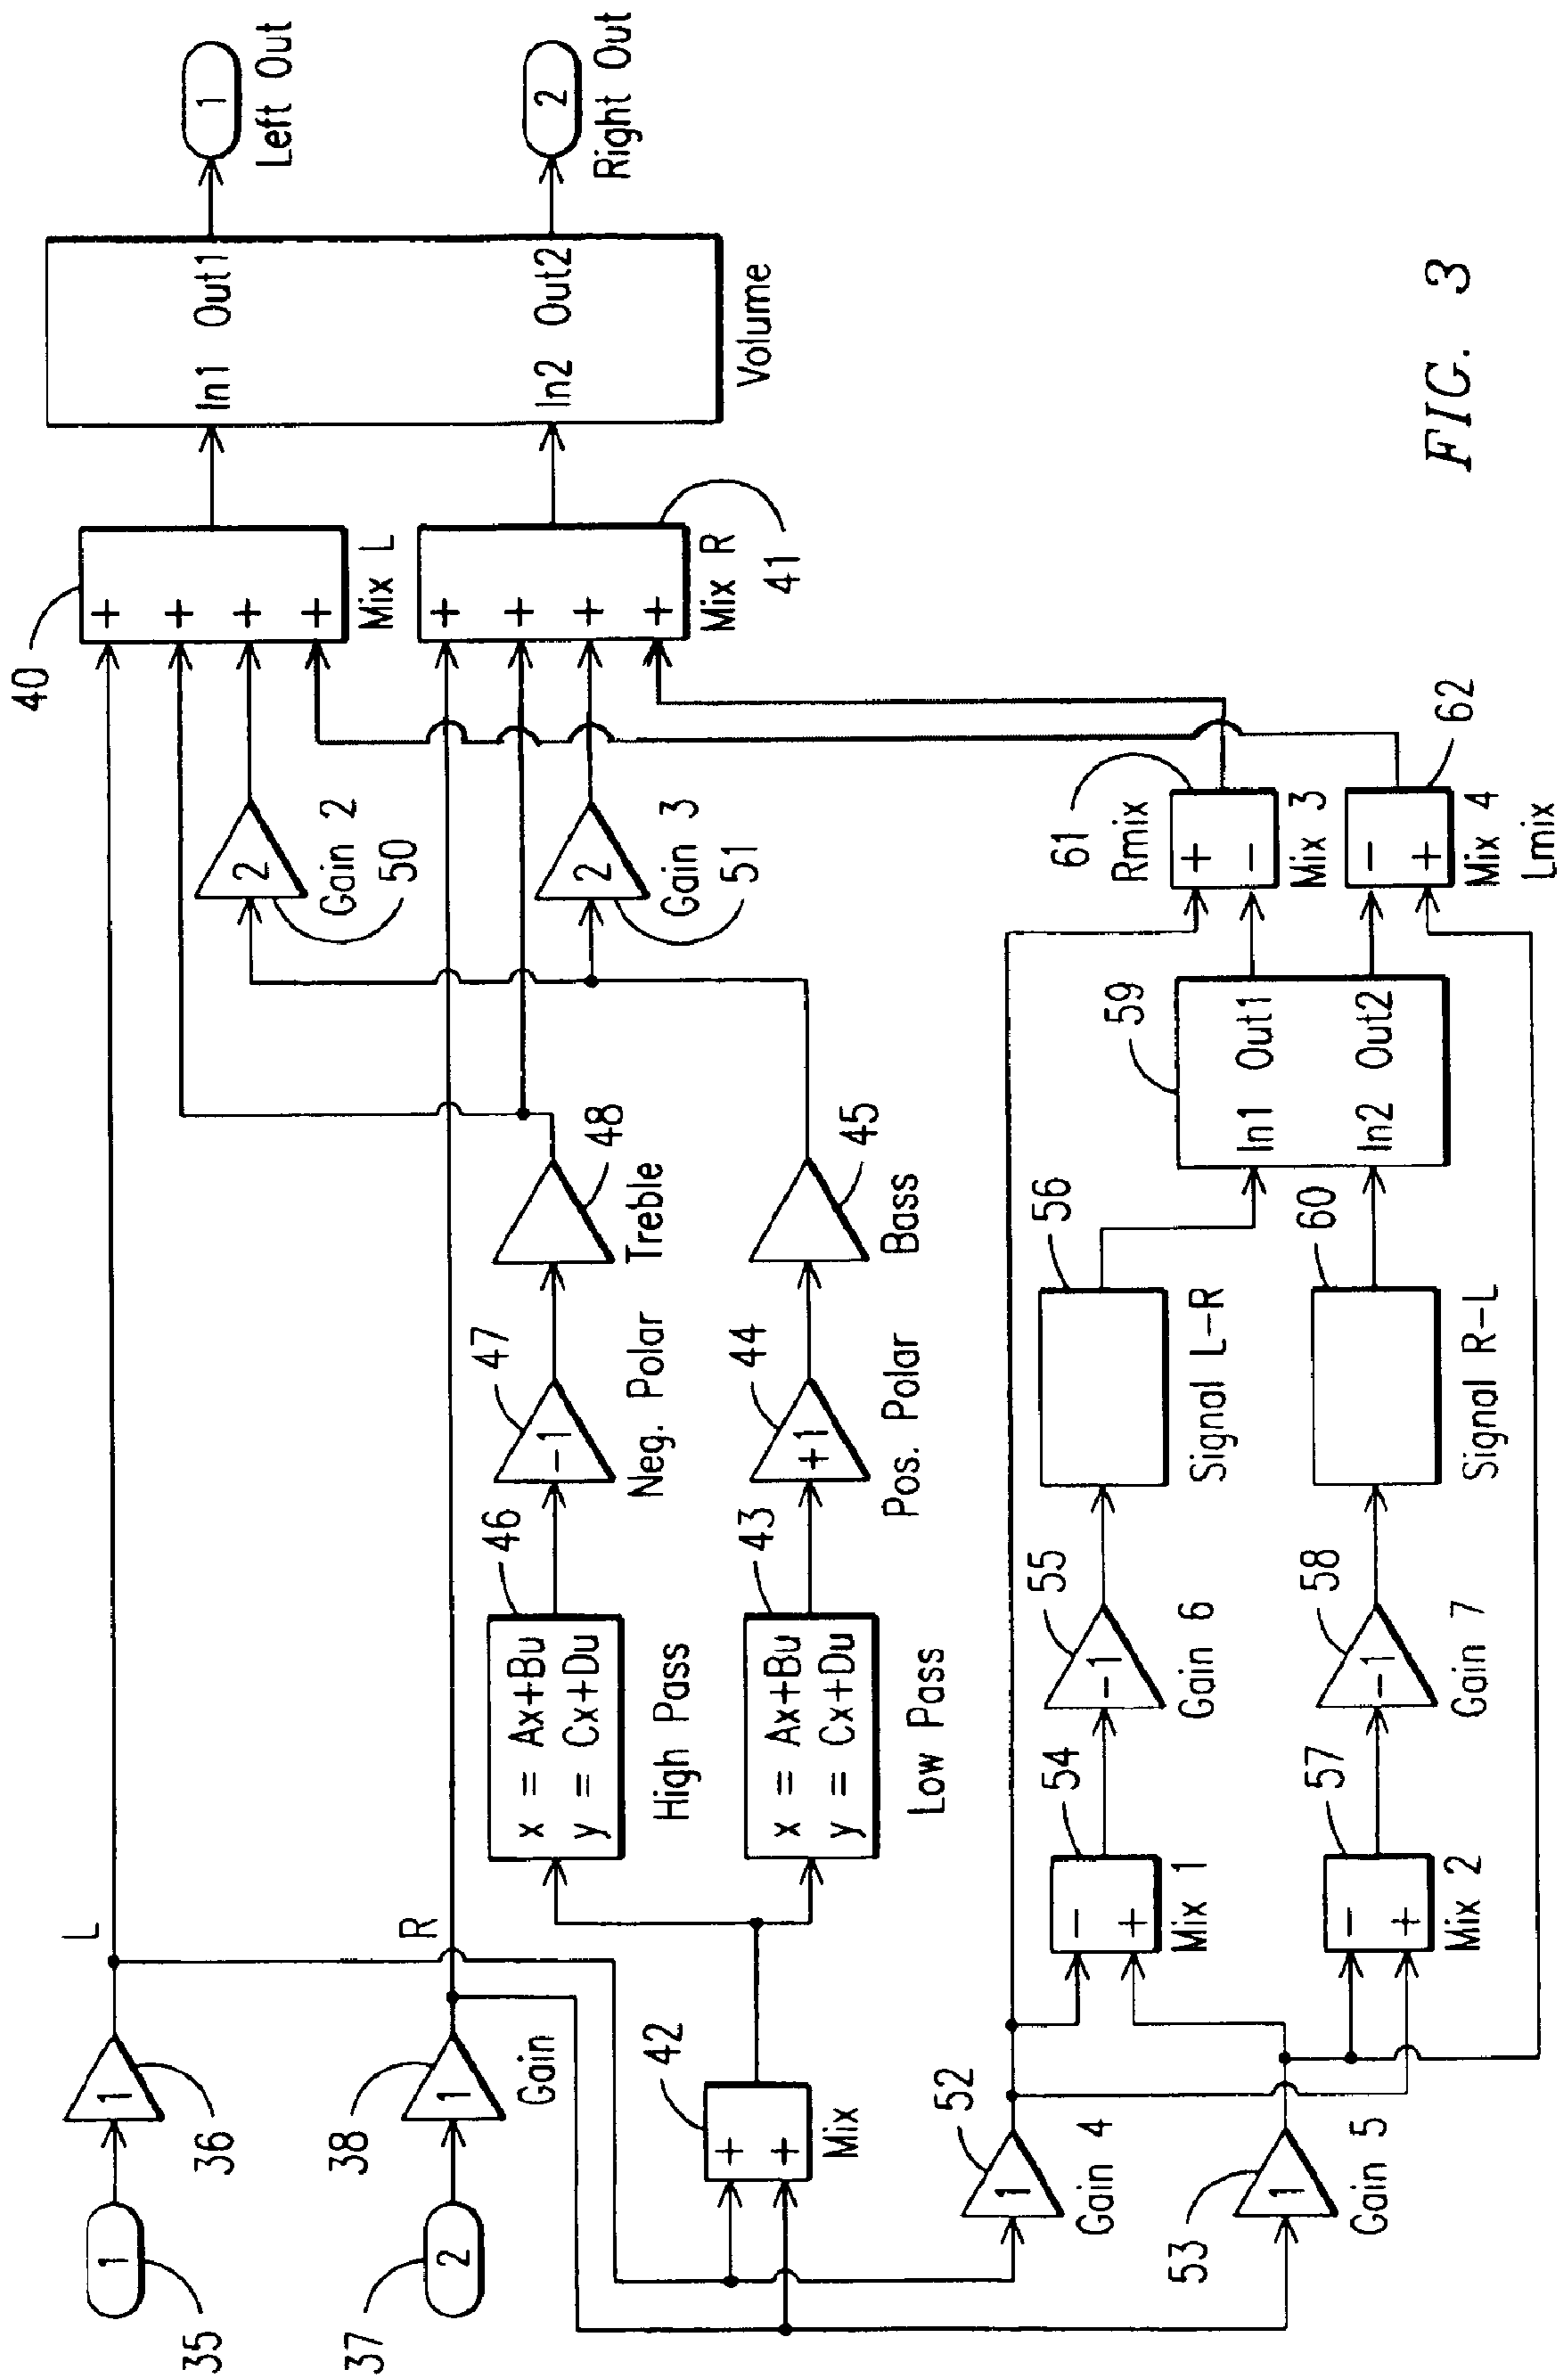 1
35
1
36
L
2
37
1
38
Gain
R
+
+
42
Mix
x = Ax+Bu
y = Cx+Du
46
High Pass
x = Ax+Bu
y = Cx+Du
43
Low Pass
-1
47
Neg. Polar
+1
44
Pos. Polar
48
Treble
45
Bass
2
Gain 2
50
2
Gain 3
51
40
+
+
+
+
Mix L
+
+
+
+
Mix R
41
In1 Out1
In2 Out2
Volume
1
Left Out
2
Right Out
1
52
Gain 4
1
53
Gain 5
-
+
54
Mix 1
-
+
57
Mix 2
-1
55
Gain 6
-1
58
Gain 7
56
Signal L-R
60
Signal R-L
59
In1 Out1
In2 Out2
61
Rmix
+
-
Mix 3
-
+
62
Mix 4
Lmix
FIG. 3